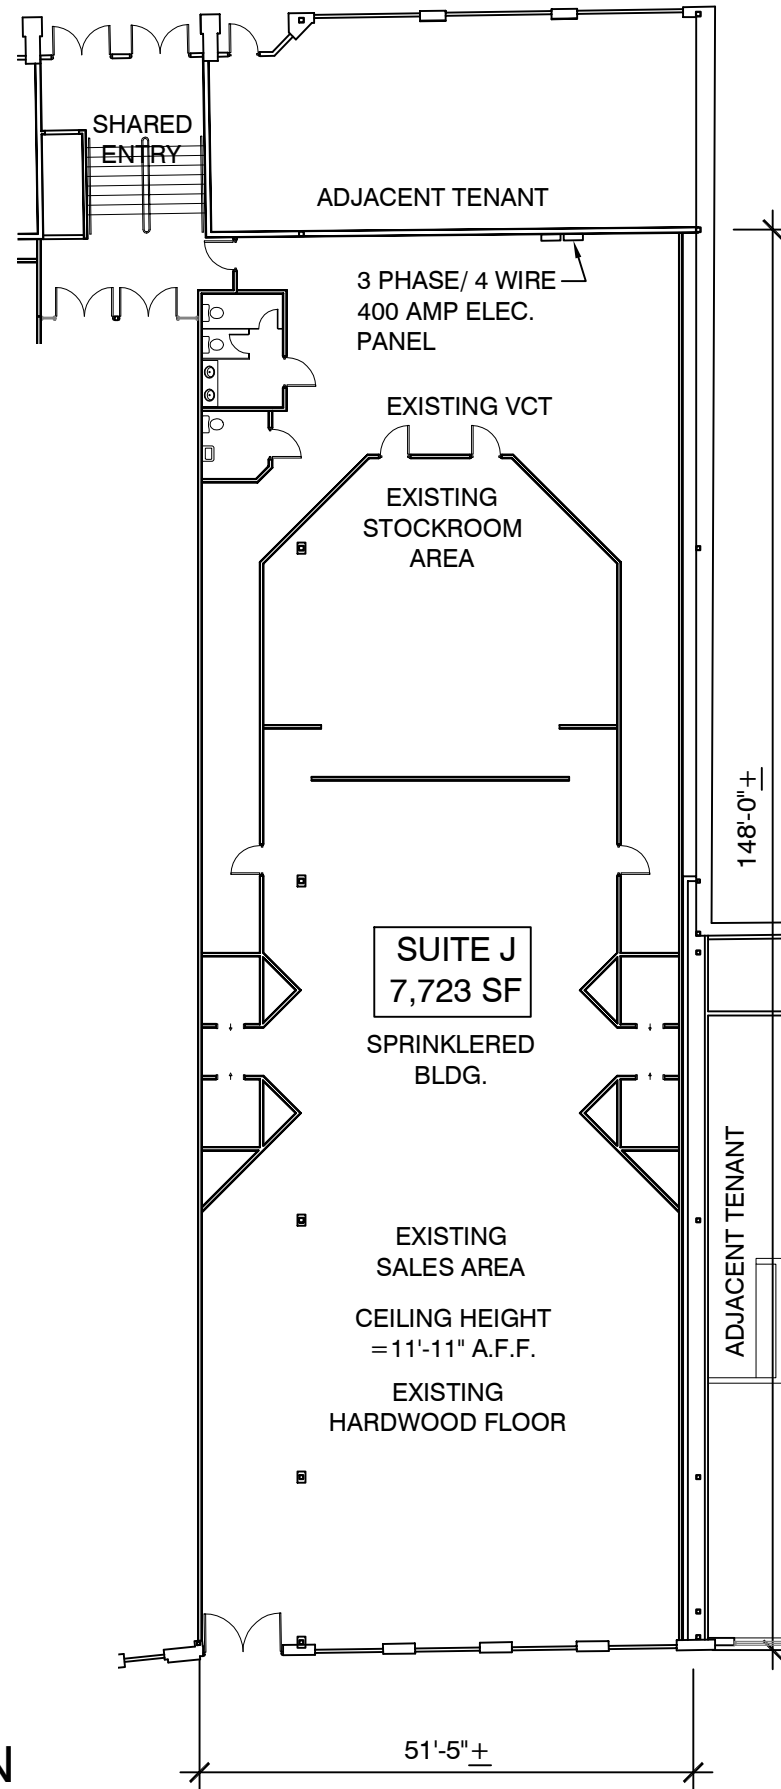 SHARED
ENTRY
ADJACENT TENANT
3 PHASE/ 4 WIRE
400 AMP ELEC.
PANEL
EXISTING VCT
EXISTING
STOCKROOM
AREA
148'-0"±
SUITE J
7,723 SF
SPRINKLERED
BLDG.
ADJACENT TENANT
EXISTING
SALES AREA
CEILING HEIGHT
=11'-11" A.F.F.
EXISTING
HARDWOOD FLOOR
51'-5"±
N